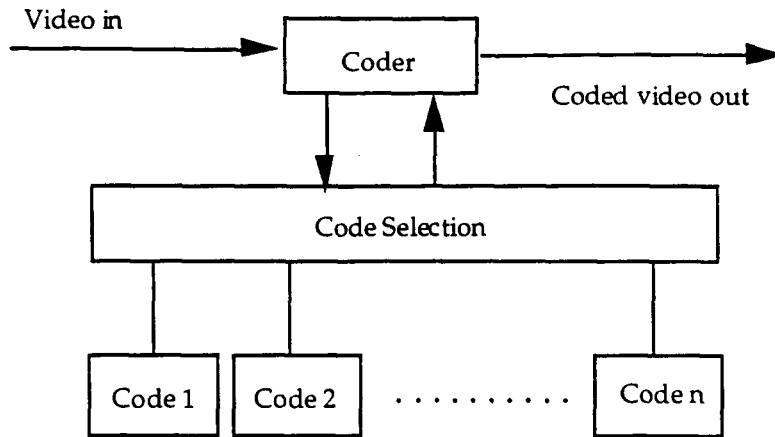 Video in
Coder
Coded video out
Code Selection
Code 1
Code 2
. . . . . . . . . .
Code n